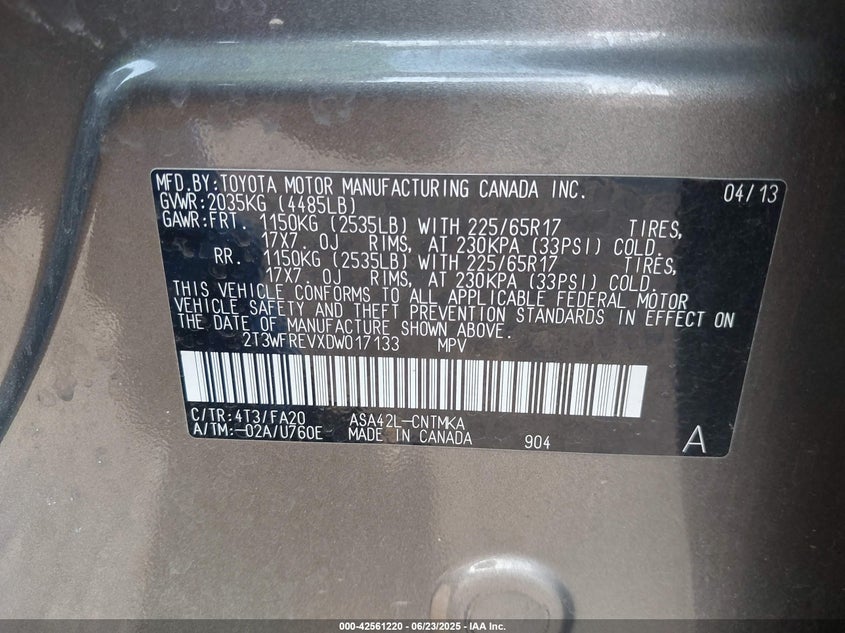 MFD.BY:TOYOTA MOTOR MANUFACTURING CANADA INC. 04/13
GVWR:2035KG (4485LB)
GAWR:FRT. 1150KG (2535LB) WITH 225/65R17 TIRES,
17X7. OJ RIMS, AT 230KPA (33PSI) COLD.
RR. 1150KG (2535LB) WITH 225/65R17 TIRES,
17X7. OJ RIMS, AT 230KPA (33PSI) COLD.
THIS VEHICLE CONFORMS TO ALL APPLICABLE FEDERAL MOTOR
VEHICLE SAFETY AND THEFT PREVENTION STANDARDS IN EFFECT ON
THE DATE OF MANUFACTURE SHOWN ABOVE.
2T3WFREVXDW017133 MPV
C/TR:4T3/FA20 ASA42L-CNTMKA
A/TM:-02A/U760E MADE IN CANADA 904 A
000-42561220 - 06/23/2025 - IAA Inc.